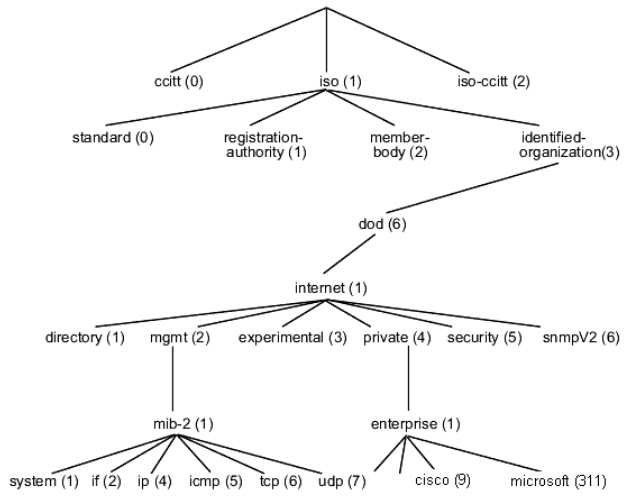 ccitt (0) iso (1) iso-ccitt (2)
standard (0) registration- member- identified-
authority (1) body (2) organization(3)
dod (6)
internet (1)
directory (1) mgmt (2) experimental (3) private (4) security (5) snmpV2 (6)
mib-2 (1) enterprise (1)
system (1) if (2) ip (4) icmp (5) tcp (6) udp (7) cisco (9) microsoft (311)